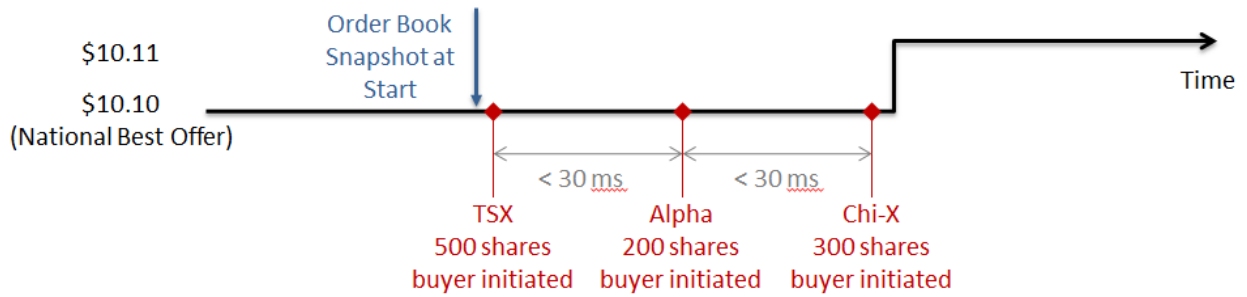 Order Book
Snapshot at
Start
$10.11
$10.10
(National Best Offer)
Time
< 30 ms
< 30 ms
TSX
500 shares
buyer initiated
Alpha
200 shares
buyer initiated
Chi-X
300 shares
buyer initiated